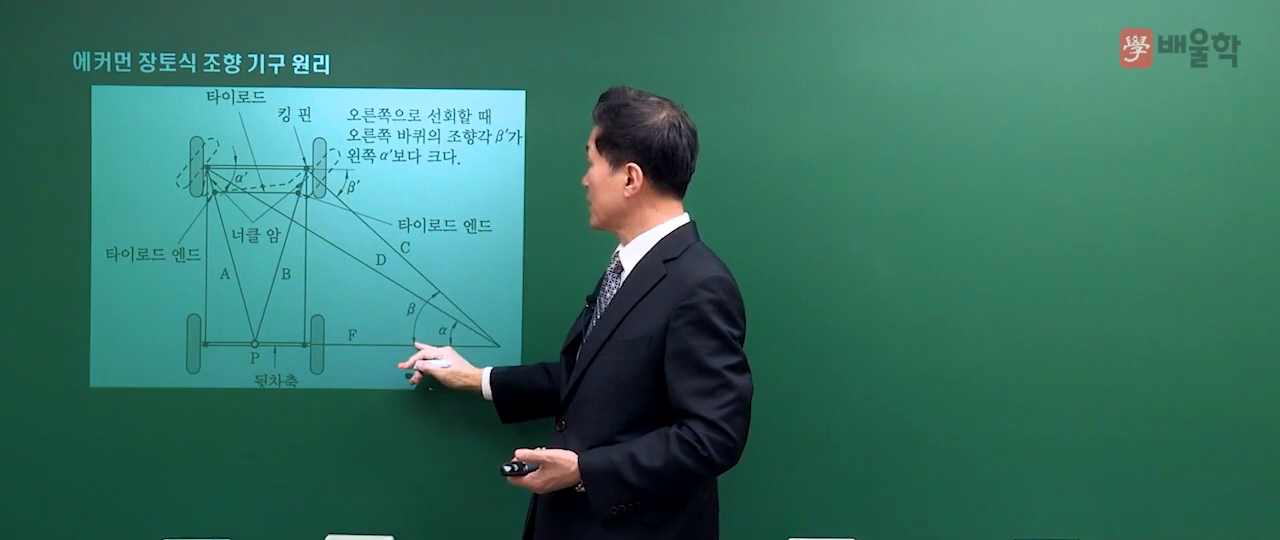 學 배울학
에커먼 장토식 조향 기구 원리
타이로드
킹 핀
오른쪽으로 선회할 때
오른쪽 바퀴의 조향각 β′가
왼쪽 α′보다 크다.
α′
β′
타이로드 엔드
너클 암
타이로드 엔드
C
D
A
B
β
α
F
P
뒷차축